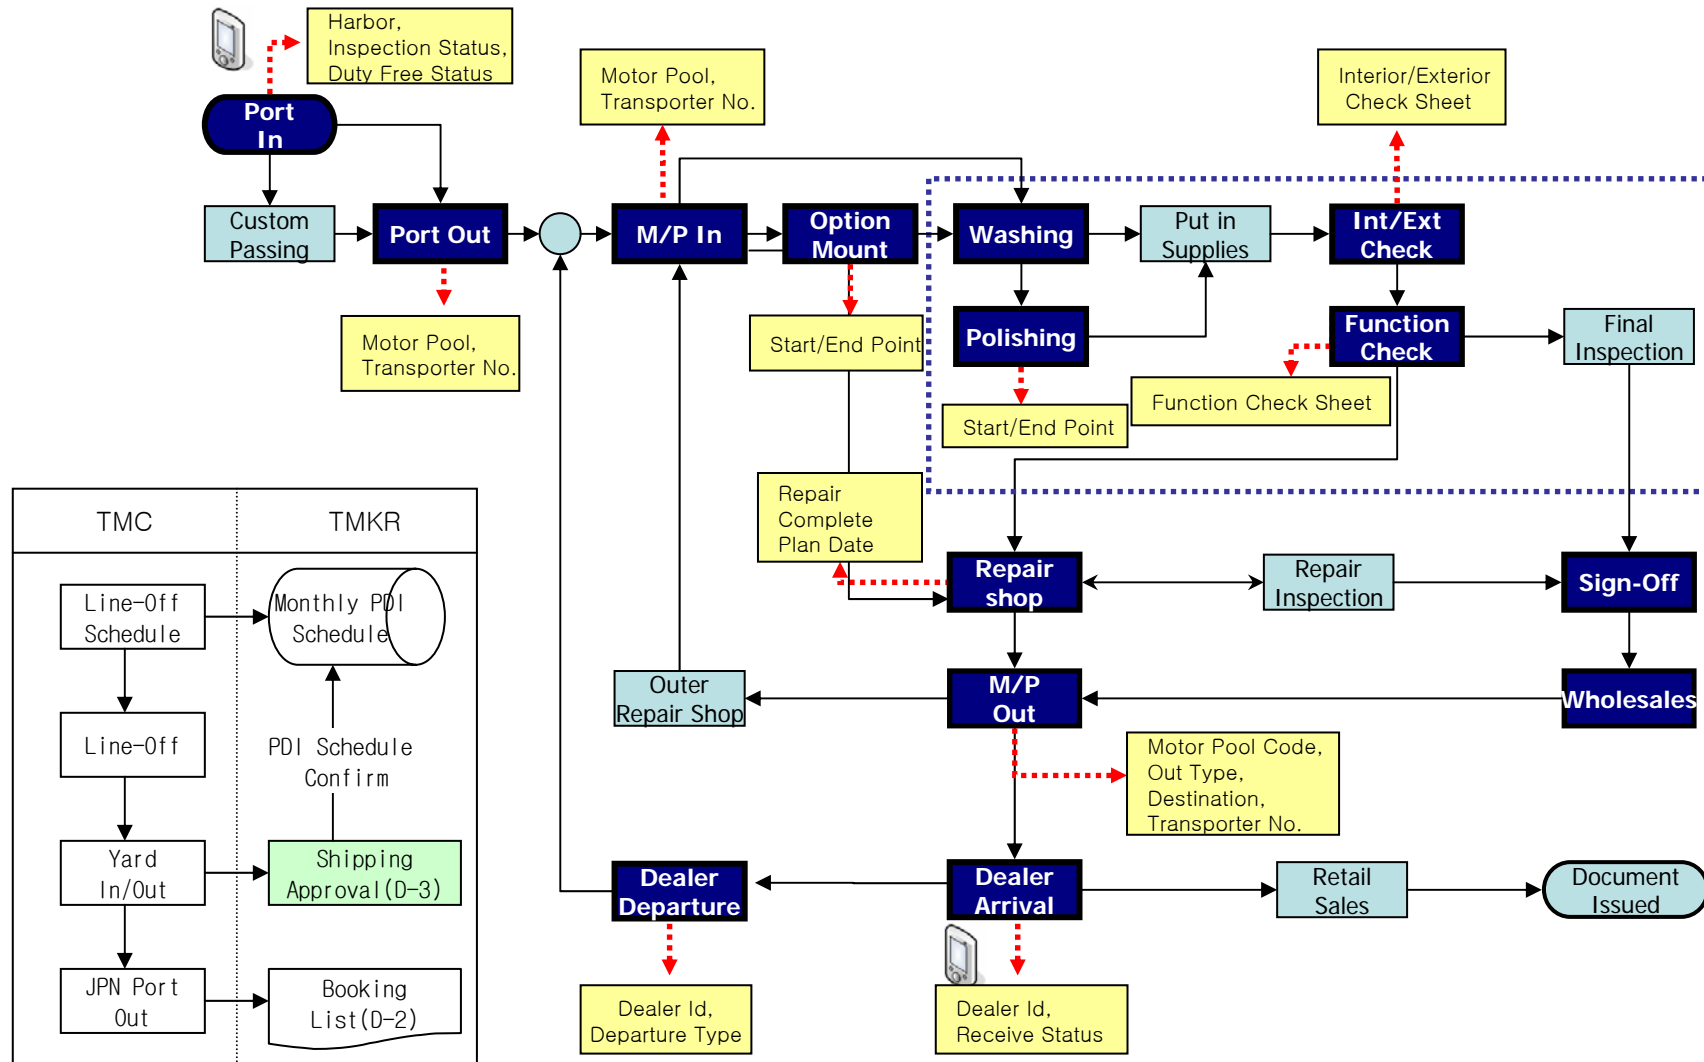 Harbor,
Inspection Status,
Duty Free Status
Motor Pool,
Transporter No.
Interior/Exterior
Check Sheet
Port
In
Custom
Passing
Port Out
M/P In
Option
Mount
Washing
Put in
Supplies
Int/Ext
Check
Motor Pool,
Transporter No.
Start/End Point
Polishing
Function
Check
Final
Inspection
Function Check Sheet
Start/End Point
Repair
Complete
Plan Date
Repair
shop
Repair
Inspection
Sign-Off
Outer
Repair Shop
M/P
Out
Wholesales
Motor Pool Code,
Out Type,
Destination,
Transporter No.
Dealer
Departure
Dealer
Arrival
Retail
Sales
Document
Issued
Dealer Id,
Departure Type
Dealer Id,
Receive Status
TMC
TMKR
Line-Off
Schedule
Monthly PDI
Schedule
Line-Off
PDI Schedule
Confirm
Yard
In/Out
Shipping
Approval(D-3)
JPN Port
Out
Booking
List(D-2)